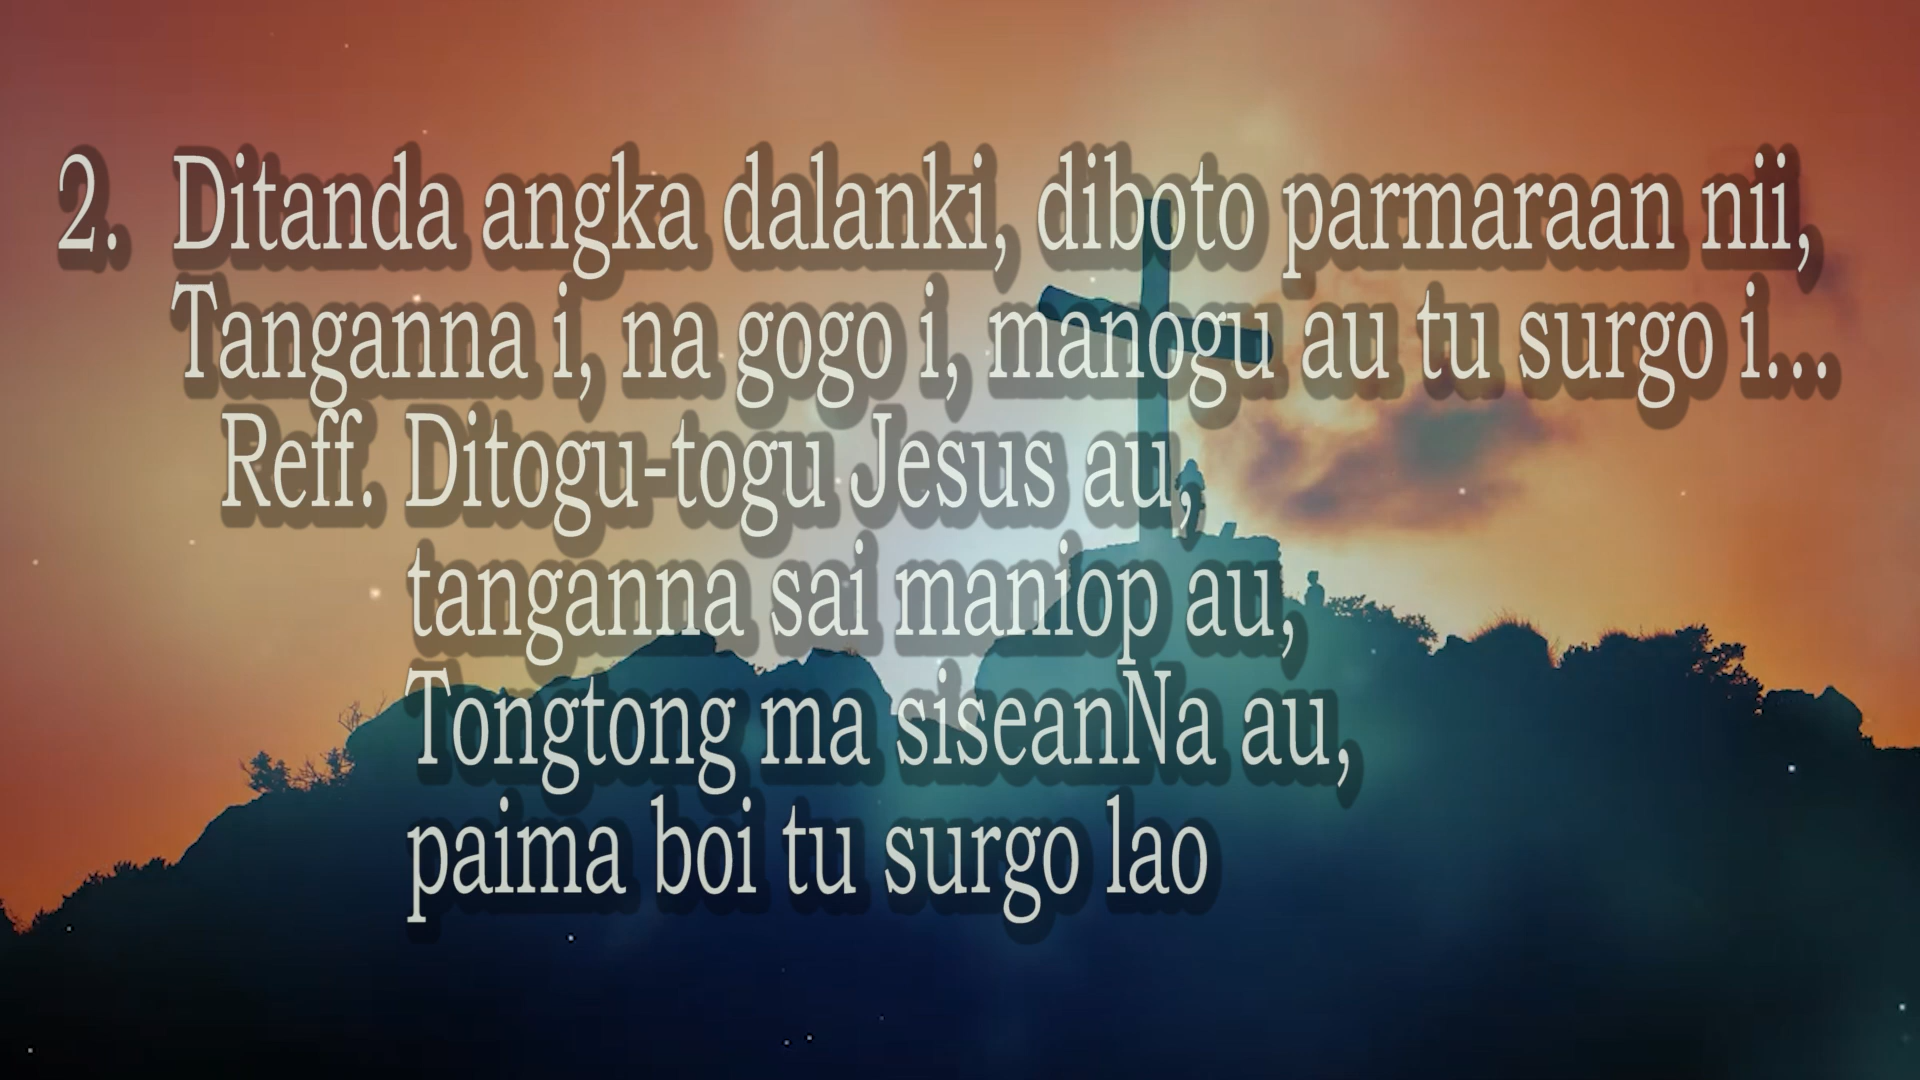 2. Ditanda angka dalanki, diboto parmaraan nii,
Tanganna i, na gogo i, manogu au tu surgo i...
Reff. Ditogu-togu Jesus au,
tanganna sai maniop au,
Tongtong ma siseanNa au,
paima boi tu surgo lao